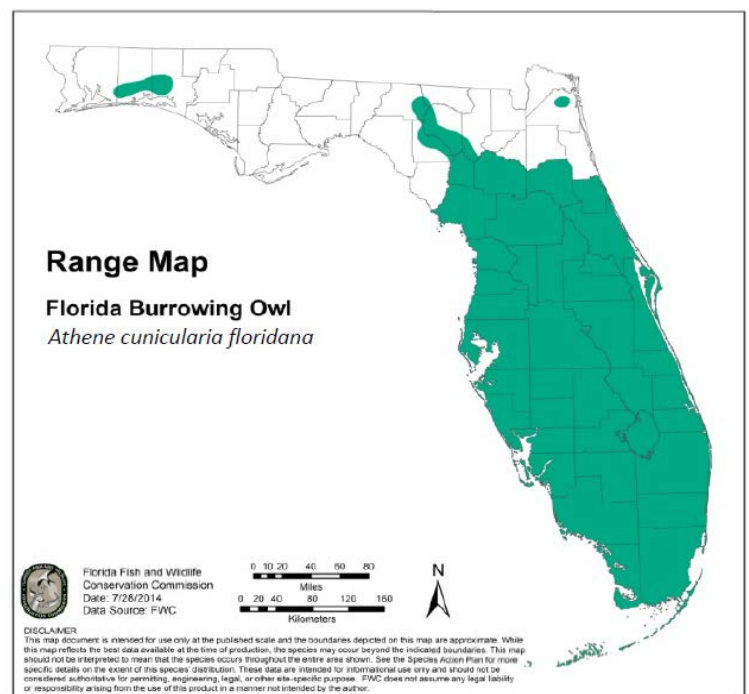 Range Map
Florida Burrowing Owl
Athene cunicularia floridana
Florida Fish and Wildlife
Conservation Commission
Date: 7/28/2014
Data Source: FWC
0 10 20 40 60 80
Miles
0 20 40 80 120 160
Kilometers
N
DISCLAIMER
This map document is intended for use only at the published scale and the boundaries depicted on this map are approximate. While
this map reflects the best data available at the time of production, the species may occur beyond the indicated boundaries. This map
should not be interpreted to mean that the species occurs throughout the entire area shown. See the Species Action Plan for more
specific details on the extent of this species' distribution. These data are intended for informational use only and should not be
considered authoritative for permitting, engineering, legal, or other site-specific purpose. FWC does not assume any legal liability
or responsibility arising from the use of this product in a manner not intended by the author.